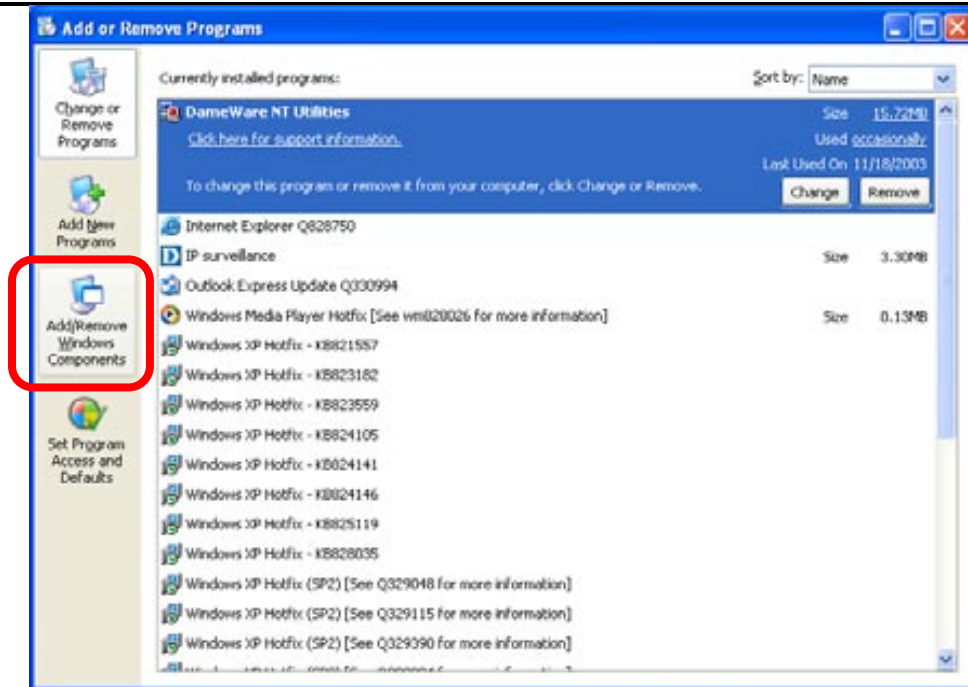 Add or Remove Programs
Change or
Remove
Programs
Add New
Programs
Add/Remove
Windows
Components
Set Program
Access and
Defaults
Currently installed programs:
Sort by: Name
DameWare NT Utilities Size 15.72MB
Click here for support information. Used occasionally
Last Used On 11/18/2003
To change this program or remove it from your computer, click Change or Remove. Change Remove
Internet Explorer Q828750
IP surveillance Size 3.30MB
Outlook Express Update Q330994
Windows Media Player Hotfix [See wm828026 for more information] Size 0.13MB
Windows XP Hotfix - KB821557
Windows XP Hotfix - KB823182
Windows XP Hotfix - KB823559
Windows XP Hotfix - KB824105
Windows XP Hotfix - KB824141
Windows XP Hotfix - KB824146
Windows XP Hotfix - KB825119
Windows XP Hotfix - KB828035
Windows XP Hotfix (SP2) [See Q329048 for more information]
Windows XP Hotfix (SP2) [See Q329115 for more information]
Windows XP Hotfix (SP2) [See Q329390 for more information]